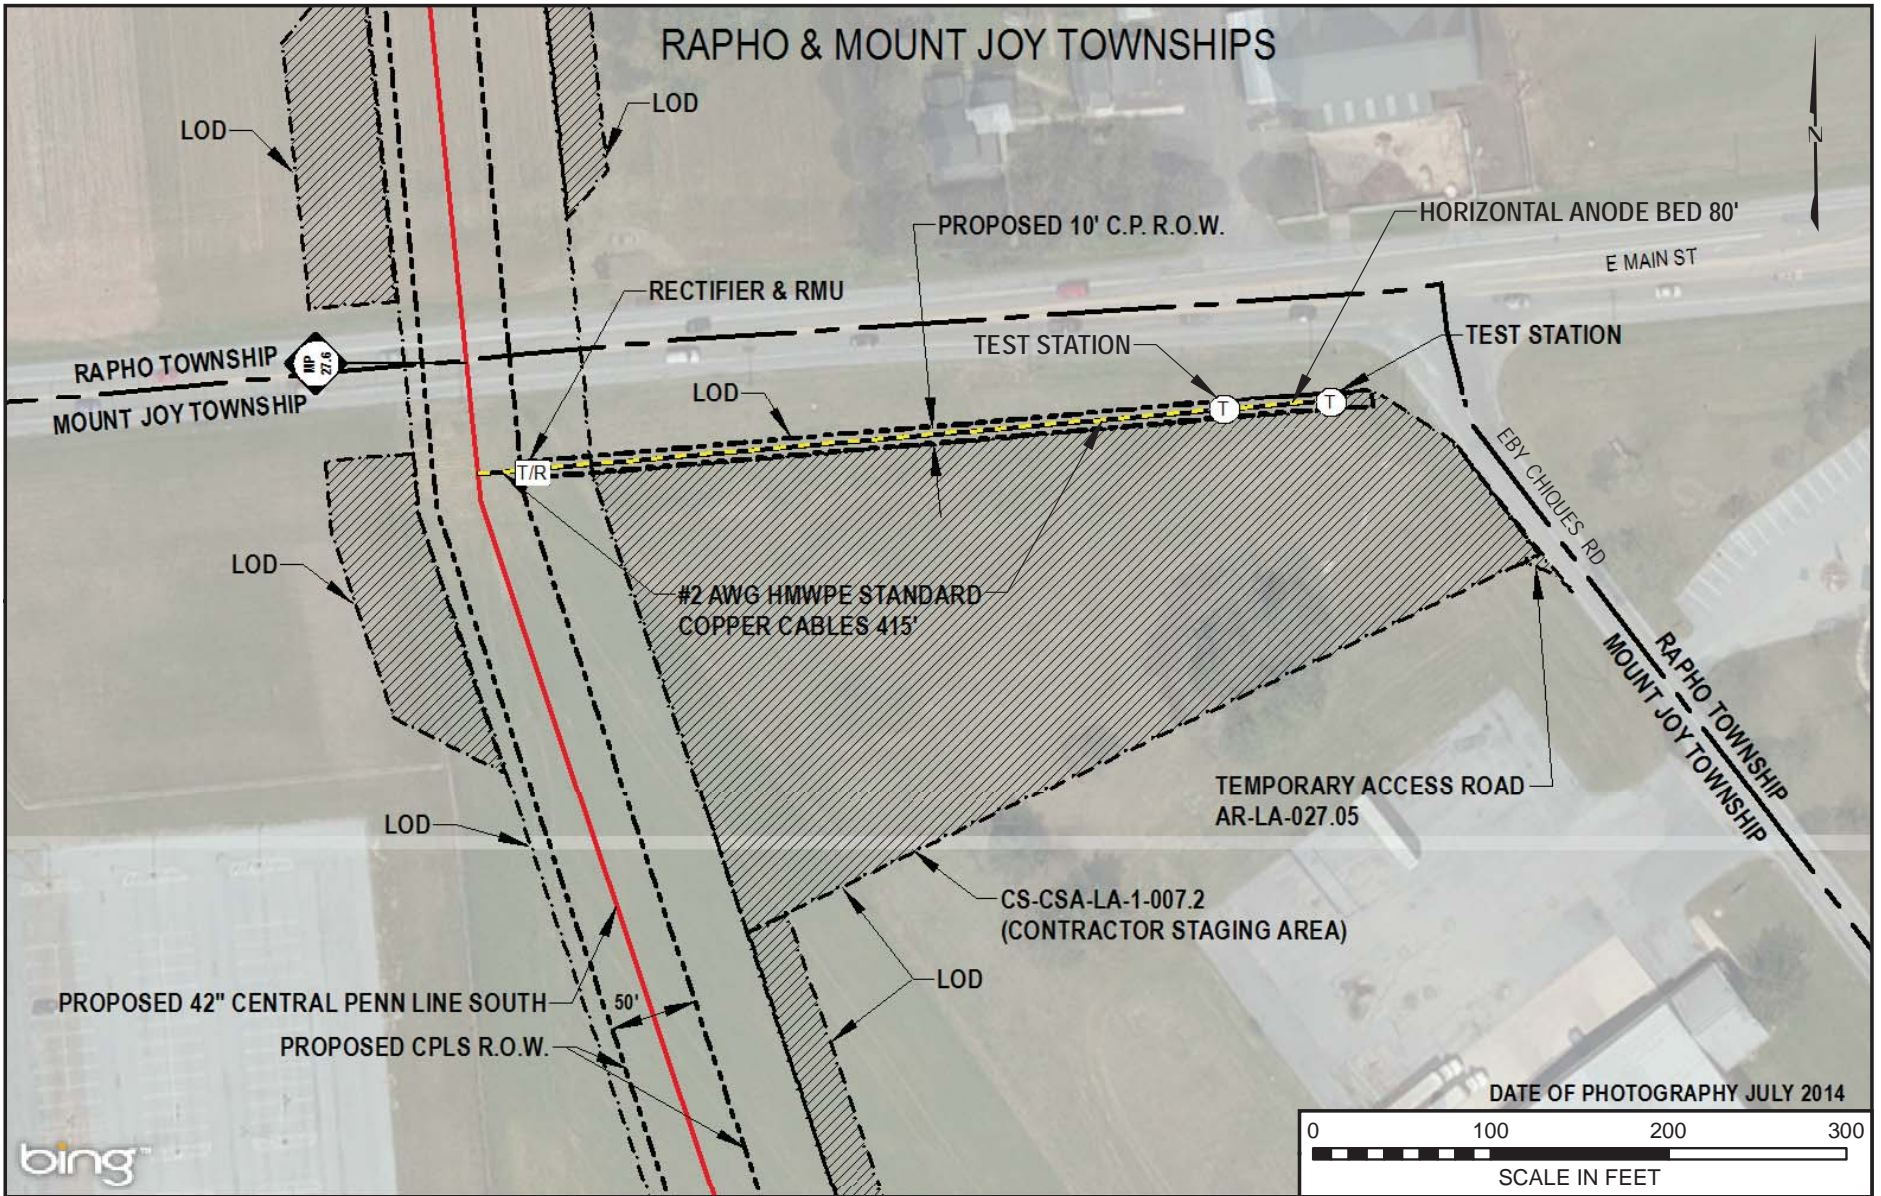 RAPHO & MOUNT JOY TOWNSHIPS
LOD
LOD
N
PROPOSED 10' C.P. R.O.W.
HORIZONTAL ANODE BED 80'
E MAIN ST
RECTIFIER & RMU
TEST STATION
TEST STATION
RAPHO TOWNSHIP
MP
27.6
MOUNT JOY TOWNSHIP
LOD
T
T
T/R
EBY CHIQUES RD
LOD
#2 AWG HMWPE STANDARD
COPPER CABLES 415'
RAPHO TOWNSHIP
MOUNT JOY TOWNSHIP
TEMPORARY ACCESS ROAD
AR-LA-027.05
LOD
CS-CSA-LA-1-007.2
(CONTRACTOR STAGING AREA)
LOD
PROPOSED 42" CENTRAL PENN LINE SOUTH
50'
PROPOSED CPLS R.O.W.
DATE OF PHOTOGRAPHY JULY 2014
0 100 200 300
SCALE IN FEET
bing™